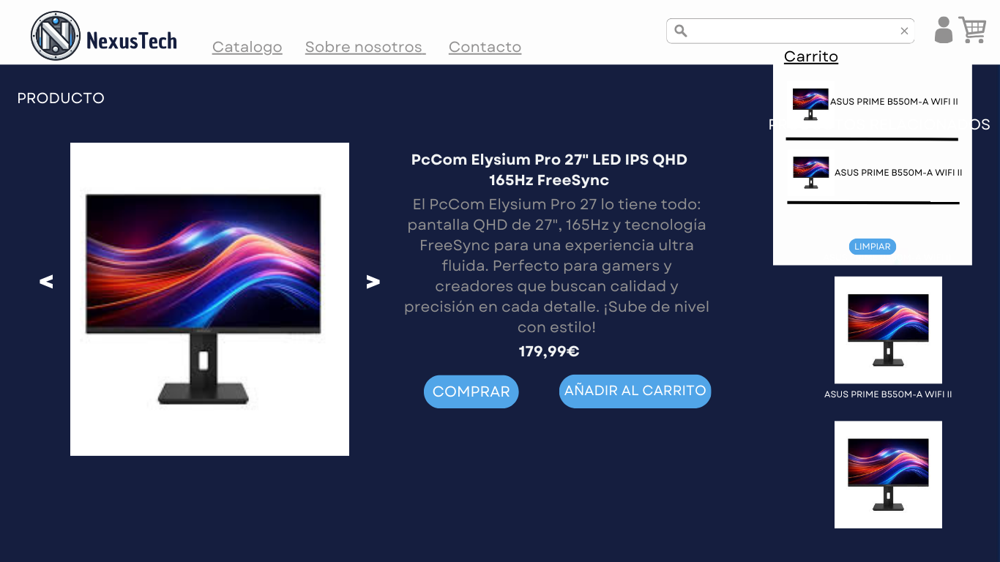 NexusTech
Catalogo
Sobre nosotros
Contacto
Carrito
PRODUCTO
ASUS PRIME B550M-A WIFI II
ASUS PRIME B550M-A WIFI II
LIMPIAR
PcCom Elysium Pro 27" LED IPS QHD
165Hz FreeSync
El PcCom Elysium Pro 27 lo tiene todo:
pantalla QHD de 27", 165Hz y tecnología
FreeSync para una experiencia ultra
fluida. Perfecto para gamers y
creadores que buscan calidad y
precisión en cada detalle. ¡Sube de nivel
con estilo!
179,99€
<
>
COMPRAR
AÑADIR AL CARRITO
ASUS PRIME B550M-A WIFI II